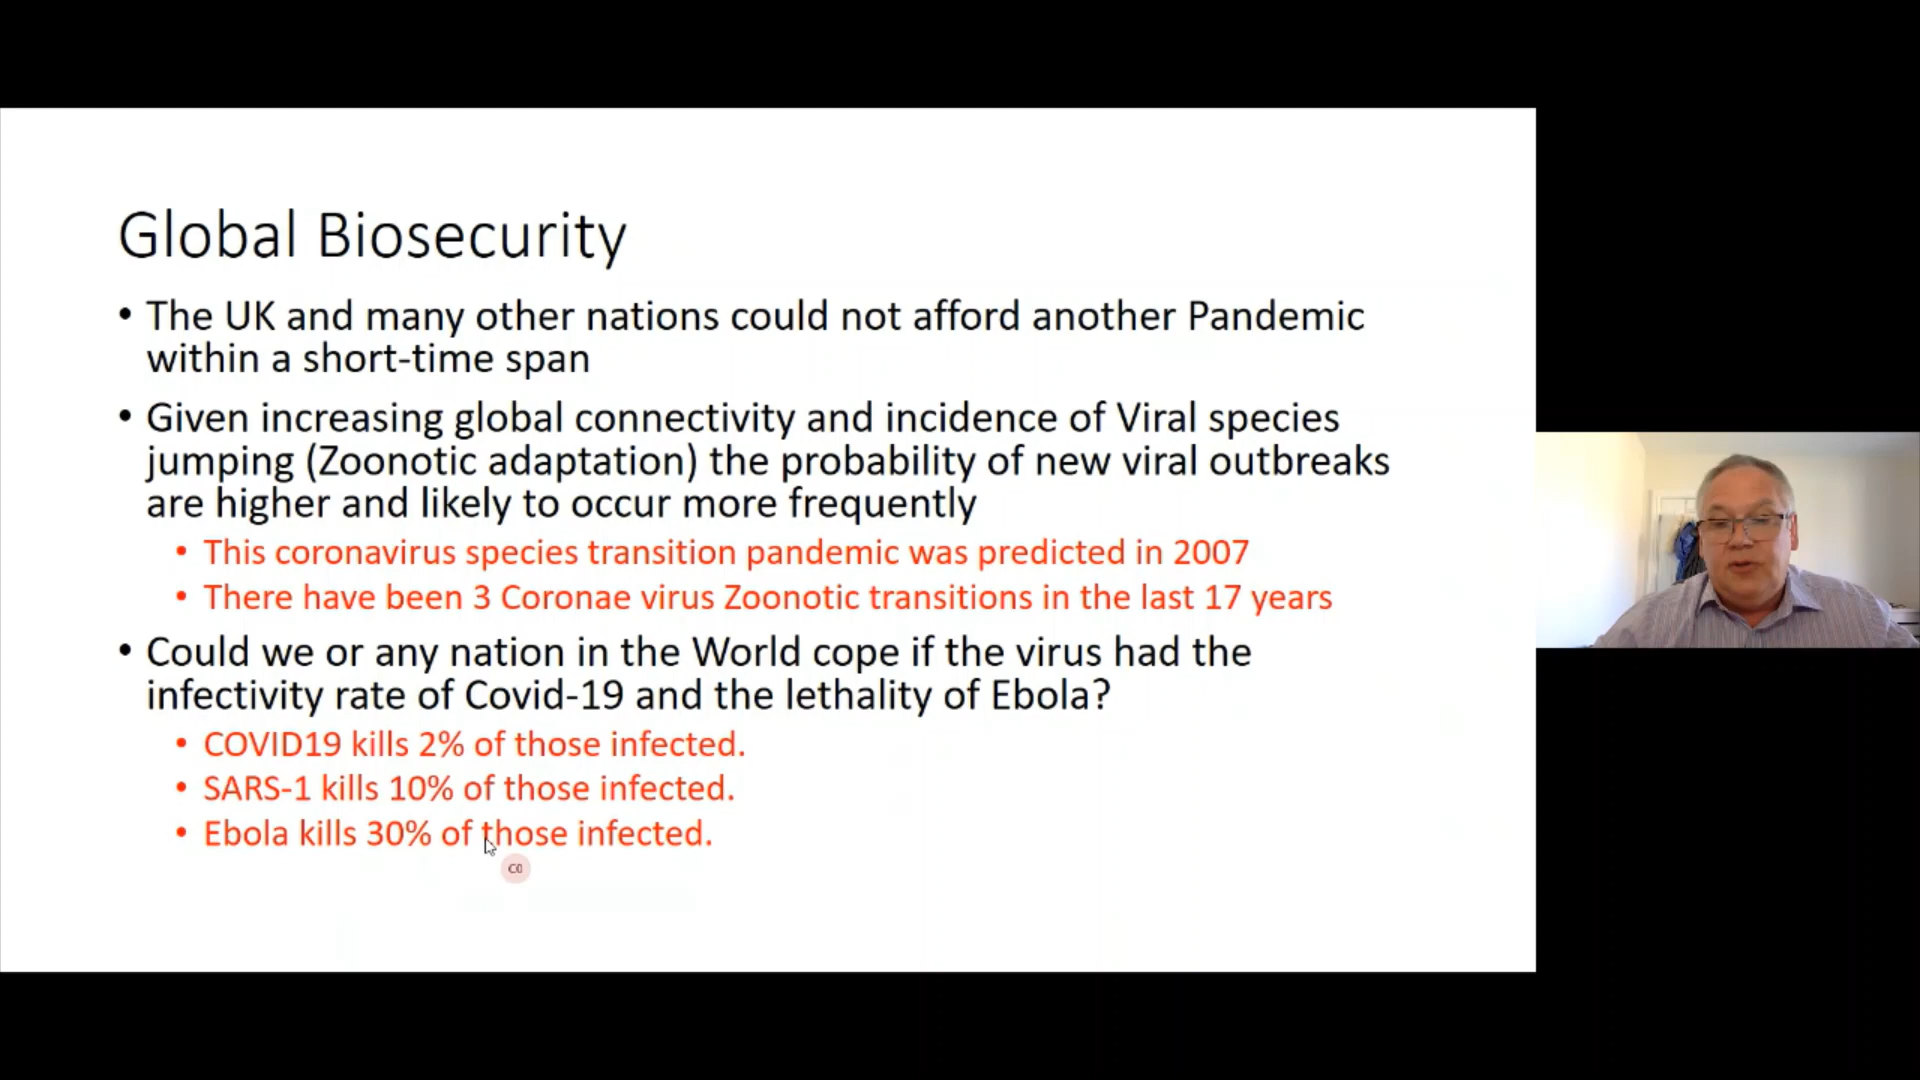 Global Biosecurity
• The UK and many other nations could not afford another Pandemic
within a short-time span
• Given increasing global connectivity and incidence of Viral species
jumping (Zoonotic adaptation) the probability of new viral outbreaks
are higher and likely to occur more frequently
• This coronavirus species transition pandemic was predicted in 2007
• There have been 3 Coronae virus Zoonotic transitions in the last 17 years
• Could we or any nation in the World cope if the virus had the
infectivity rate of Covid-19 and the lethality of Ebola?
• COVID19 kills 2% of those infected.
• SARS-1 kills 10% of those infected.
• Ebola kills 30% of those infected.